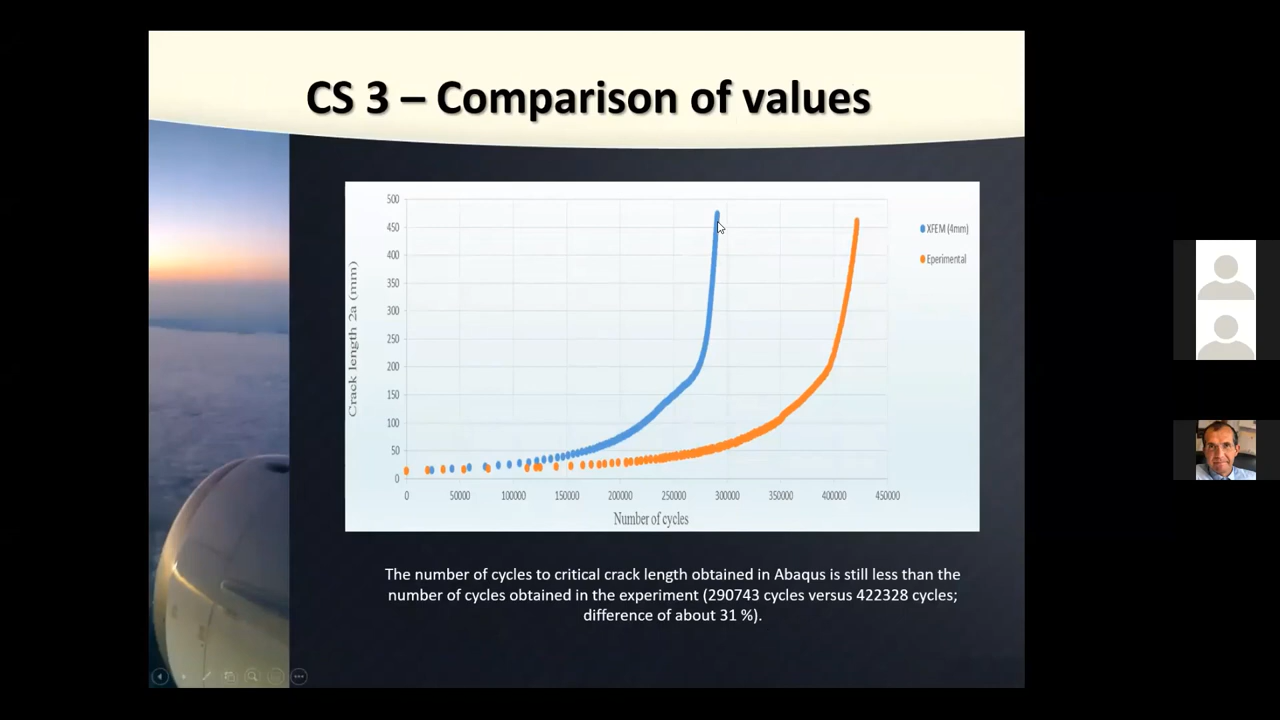 CS 3 – Comparison of values
500
450
400
350
300
250
200
150
100
50
0
Crack length 2a (mm)
0 50000 100000 150000 200000 250000 300000 350000 400000 450000
Number of cycles
XFEM (4mm)
Eperimental
The number of cycles to critical crack length obtained in Abaqus is still less than the
number of cycles obtained in the experiment (290743 cycles versus 422328 cycles;
difference of about 31 %).